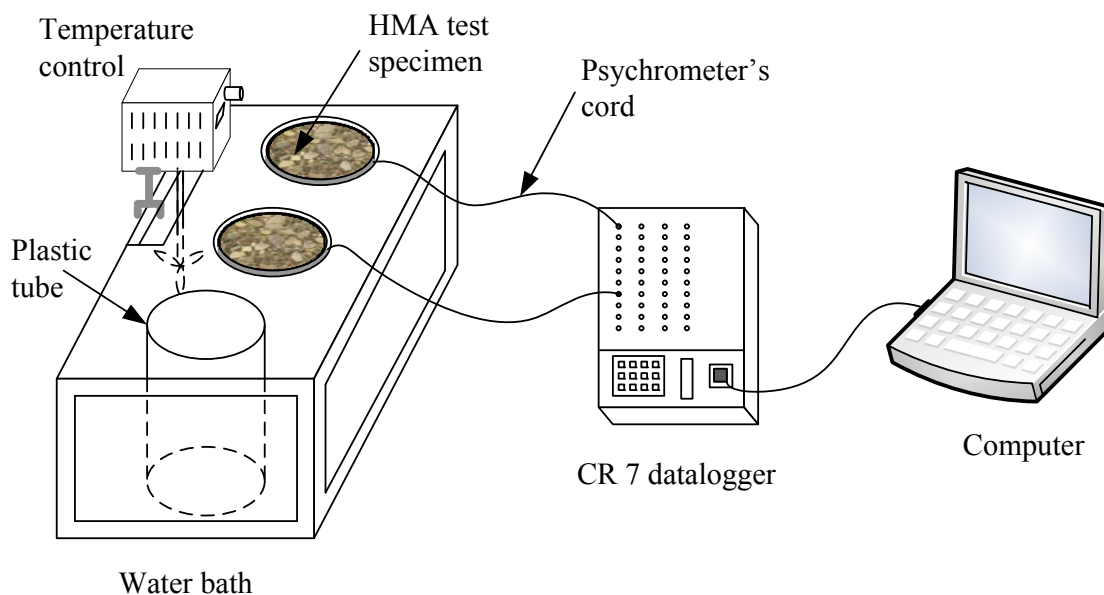 Temperature
control
HMA test
specimen
Psychrometer’s
cord
Plastic
tube
Computer
CR 7 datalogger
Water bath